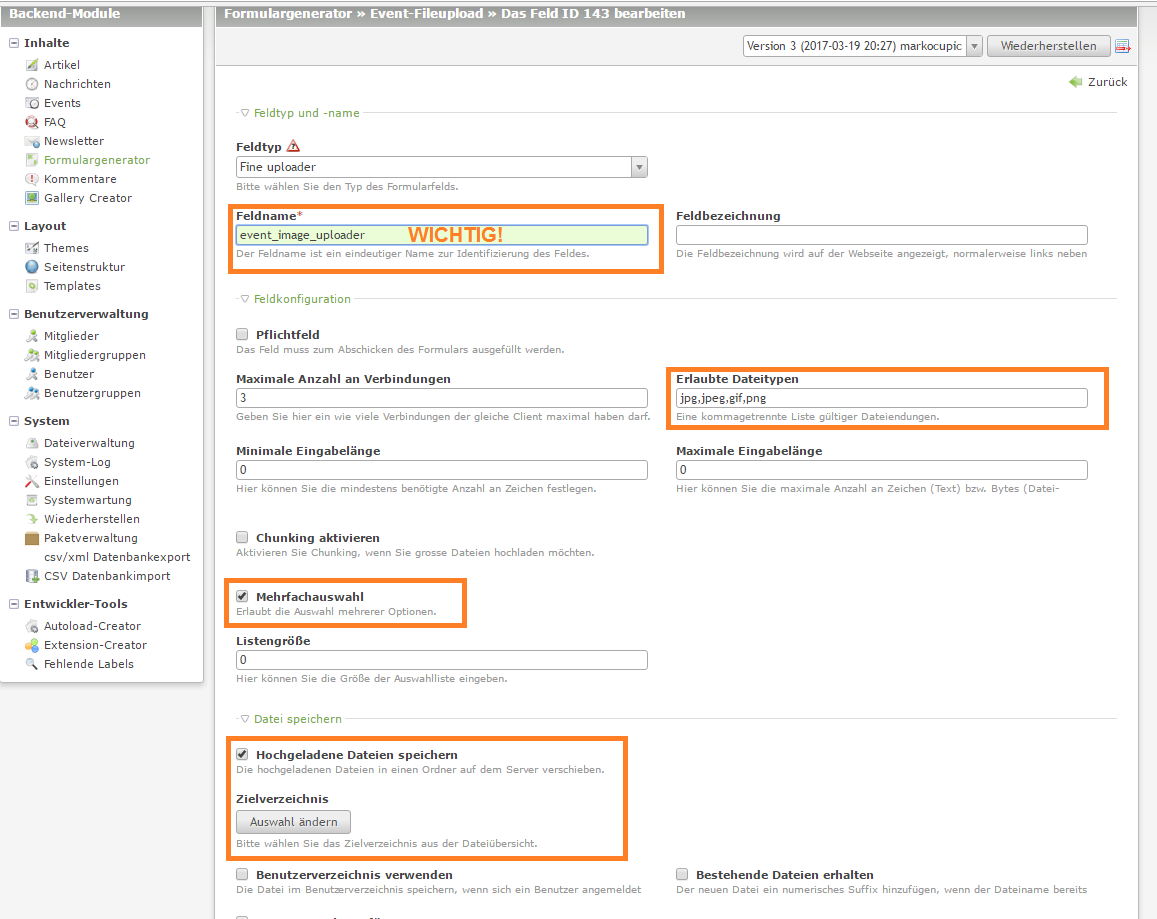 Backend-Module
Inhalte
Artikel
Nachrichten
Events
FAQ
Newsletter
Formulargenerator
Kommentare
Gallery Creator
Layout
Themes
Seitenstruktur
Templates
Benutzerverwaltung
Mitglieder
Mitgliedergruppen
Benutzer
Benutzergruppen
System
Dateiverwaltung
System-Log
Einstellungen
Systemwartung
Wiederherstellen
Paketverwaltung
csv/xml Datenbankexport
CSV Datenbankimport
Entwickler-Tools
Autoload-Creator
Extension-Creator
Fehlende Labels
Formulargenerator » Event-Fileupload » Das Feld ID 143 bearbeiten
Version 3 (2017-03-19 20:27) markocupic Wiederherstellen
Zurück
Feldtyp und -name
Feldtyp
Fine uploader
Bitte wählen Sie den Typ des Formularfelds.
Feldname* Feldbezeichnung
event_image_uploader WICHTIG!
Der Feldname ist ein eindeutiger Name zur Identifizierung des Feldes. Die Feldbezeichnung wird auf der Webseite angezeigt, normalerweise links neben
Feldkonfiguration
Pflichtfeld
Das Feld muss zum Abschicken des Formulars ausgefüllt werden.
Maximale Anzahl an Verbindungen Erlaubte Dateitypen
3 jpg,jpeg,gif,png
Geben Sie hier ein wie viele Verbindungen der gleiche Client maximal haben darf. Eine kommagetrennte Liste gültiger Dateiendungen.
Minimale Eingabelänge Maximale Eingabelänge
0 0
Hier können Sie die mindestens benötigte Anzahl an Zeichen festlegen. Hier können Sie die maximale Anzahl an Zeichen (Text) bzw. Bytes (Datei-
Chunking aktivieren
Aktivieren Sie Chunking, wenn Sie grosse Dateien hochladen möchten.
Mehrfachauswahl
Erlaubt die Auswahl mehrerer Optionen.
Listengröße
0
Hier können Sie die Größe der Auswahlliste eingeben.
Datei speichern
Hochgeladene Dateien speichern
Die hochgeladenen Dateien in einen Ordner auf dem Server verschieben.
Zielverzeichnis
Auswahl ändern
Bitte wählen Sie das Zielverzeichnis aus der Dateiübersicht.
Benutzerverzeichnis verwenden Bestehende Dateien erhalten
Die Datei im Benutzerverzeichnis speichern, wenn sich ein Benutzer angemeldet Der neuen Datei ein numerisches Suffix hinzufügen, wenn der Dateiname bereits